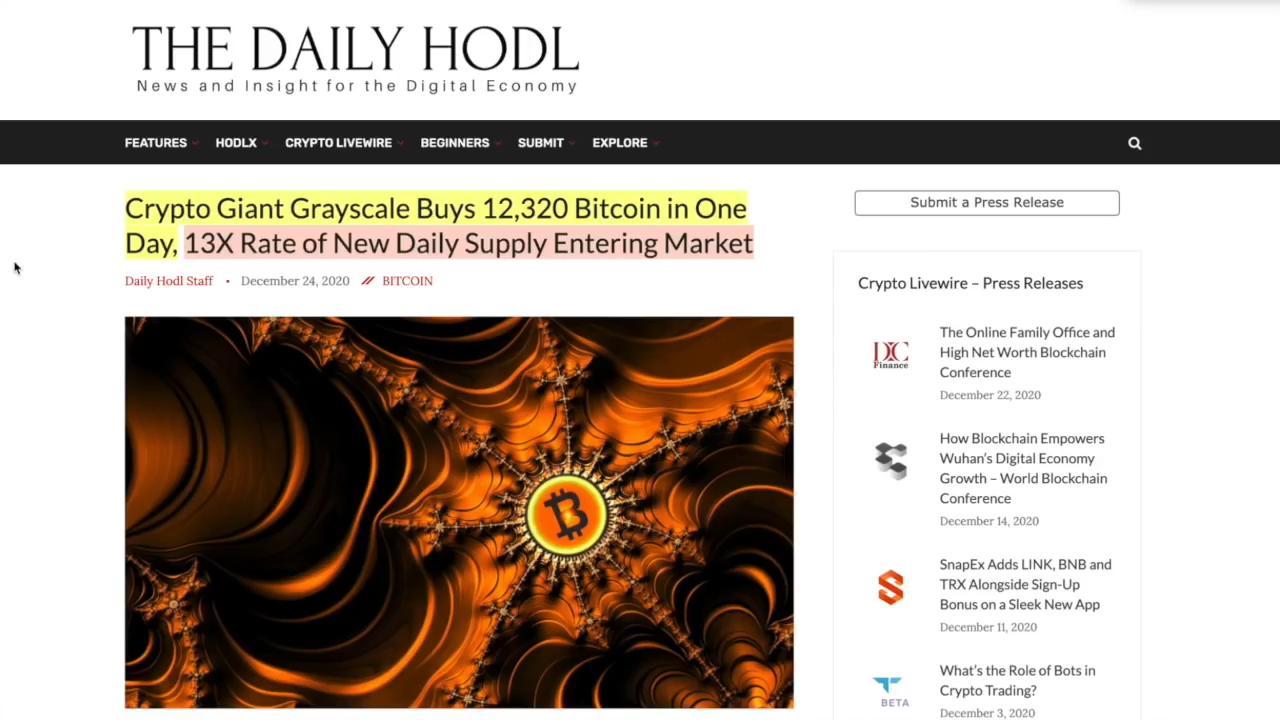 THE DAILY HODL
News and Insight for the Digital Economy
FEATURES HODLX CRYPTO LIVEWIRE BEGINNERS SUBMIT EXPLORE
Crypto Giant Grayscale Buys 12,320 Bitcoin in One
Day, 13X Rate of New Daily Supply Entering Market
Daily Hodl Staff • December 24, 2020 // BITCOIN
Submit a Press Release
Crypto Livewire – Press Releases
DC
Finance
The Online Family Office and
High Net Worth Blockchain
Conference
December 22, 2020
How Blockchain Empowers
Wuhan's Digital Economy
Growth – World Blockchain
Conference
December 14, 2020
SnapEx Adds LINK, BNB and
TRX Alongside Sign-Up
Bonus on a Sleek New App
December 11, 2020
BETA
What's the Role of Bots in
Crypto Trading?
December 3, 2020